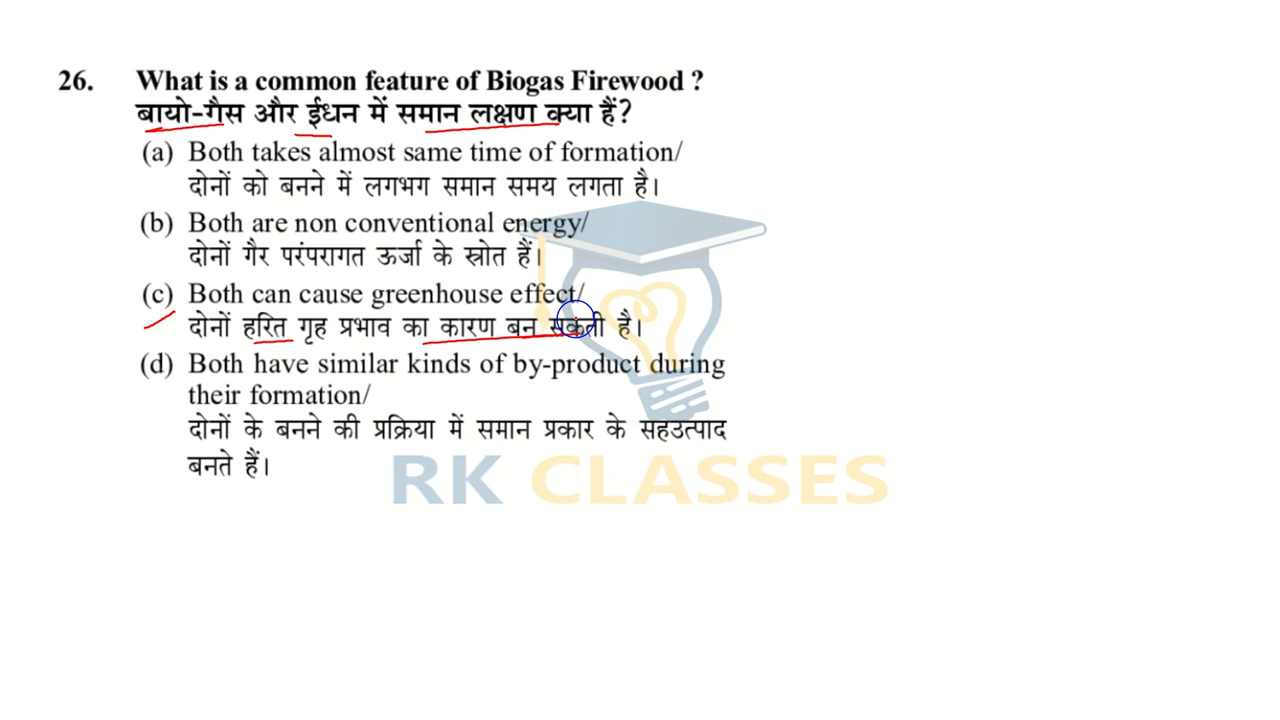 26. What is a common feature of Biogas Firewood ?
बायो-गैस और ईधन में समान लक्षण क्या हैं?
(a) Both takes almost same time of formation/
दोनों को बनने में लगभग समान समय लगता है।
(b) Both are non conventional energy/
दोनों गैर परंपरागत ऊर्जा के स्रोत हैं।
(c) Both can cause greenhouse effect/
दोनों हरित गृह प्रभाव का कारण बन सकती है।
(d) Both have similar kinds of by-product during
their formation/
दोनों के बनने की प्रक्रिया में समान प्रकार के सहउत्पाद
बनते हैं।
RK CLASSES